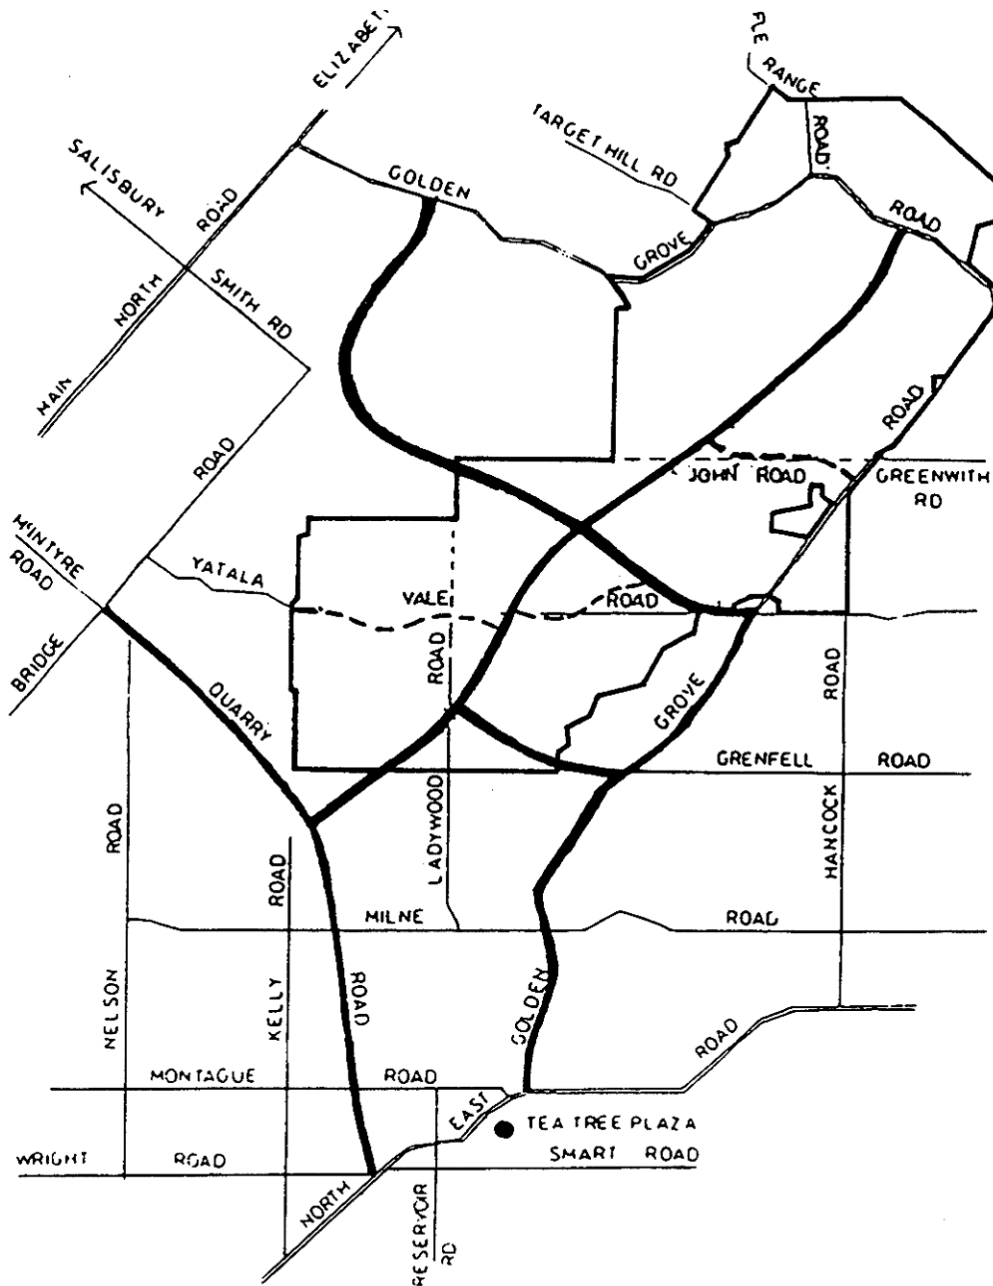 ELIZABET
FLE RANGE
ROAD
TARGET HILL RD
SALISBURY
GOLDEN
ROAD
ROAD
GROVE
NORTH
SMITH RD
MAIN
ROAD
ROAD
JOHN ROAD
GREENWITH
RD
McINTYRE
ROAD
YATALA
VALE
ROAD
BRIDGE
ROAD
ROAD
QUARRY
GROVE
GRENFELL
ROAD
ROAD
LADYWOOD
HANCOCK
ROAD
MILNE
ROAD
NELSON
KELLY
ROAD
GOLDEN
ROAD
MONTAGUE
ROAD
EAST
TEA TREE PLAZA
WRIGHT
ROAD
SMART ROAD
NORTH
RESERVOIR
RD